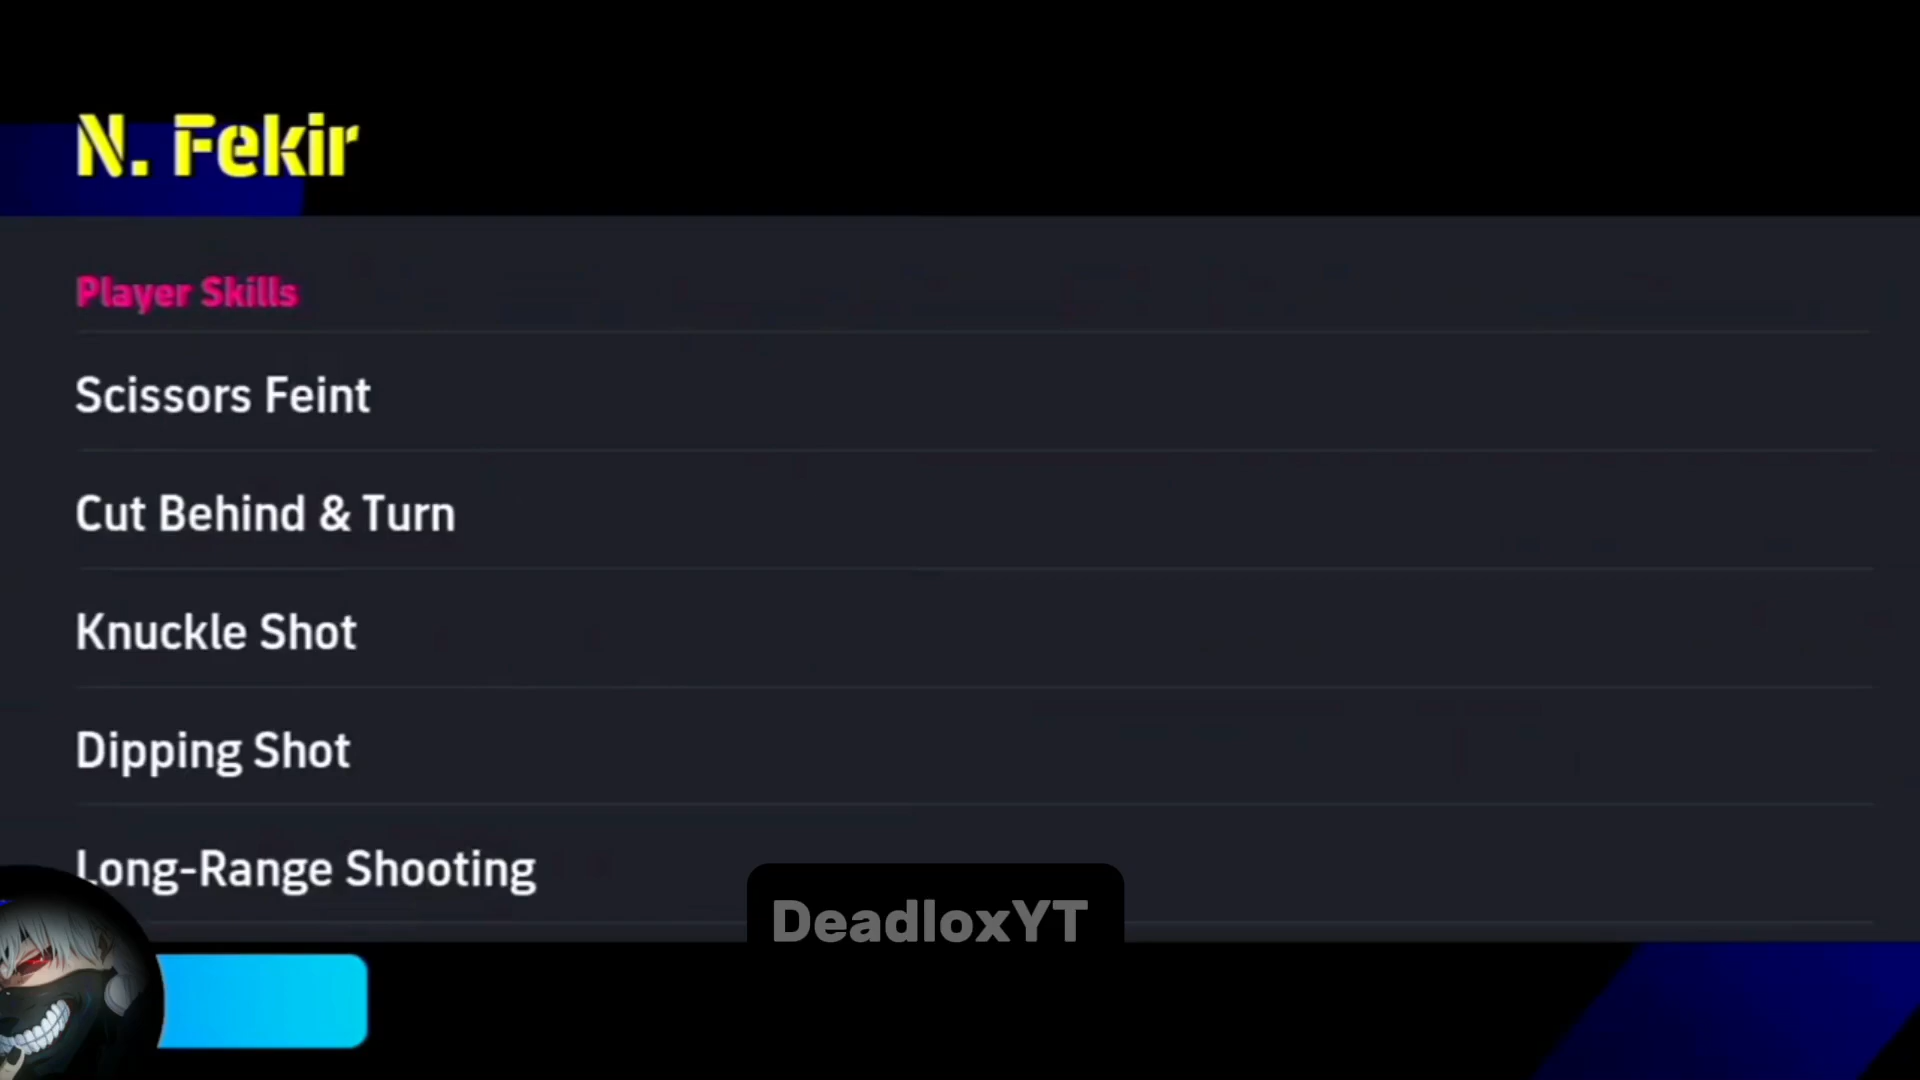 N. Fekir
Player Skills
Scissors Feint
Cut Behind & Turn
Knuckle Shot
Dipping Shot
Long-Range Shooting
DeadloxYT